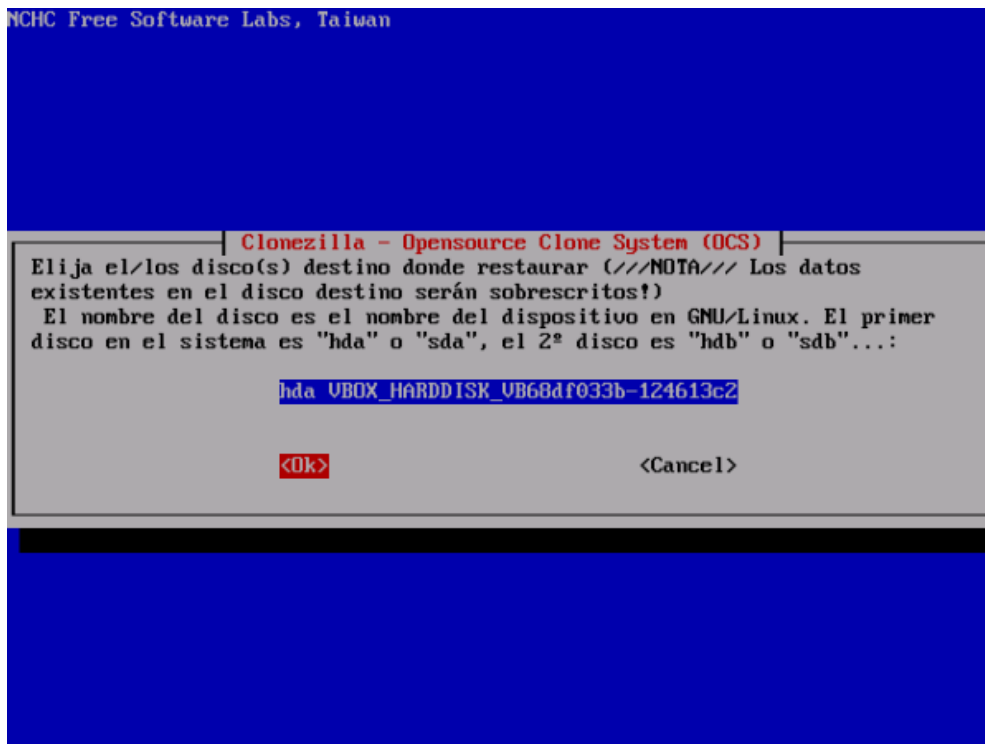 NCHC Free Software Labs, Taiwan
Clonezilla - Opensource Clone System (OCS)
Elija el/los disco(s) destino donde restaurar (///NOTA/// Los datos
existentes en el disco destino serán sobrescritos!)
El nombre del disco es el nombre del dispositivo en GNU/Linux. El primer
disco en el sistema es "hda" o "sda", el 2º disco es "hdb" o "sdb"...:
hda VBOX_HARDDISK_VB68df033b-124613c2
<Ok> <Cancel>